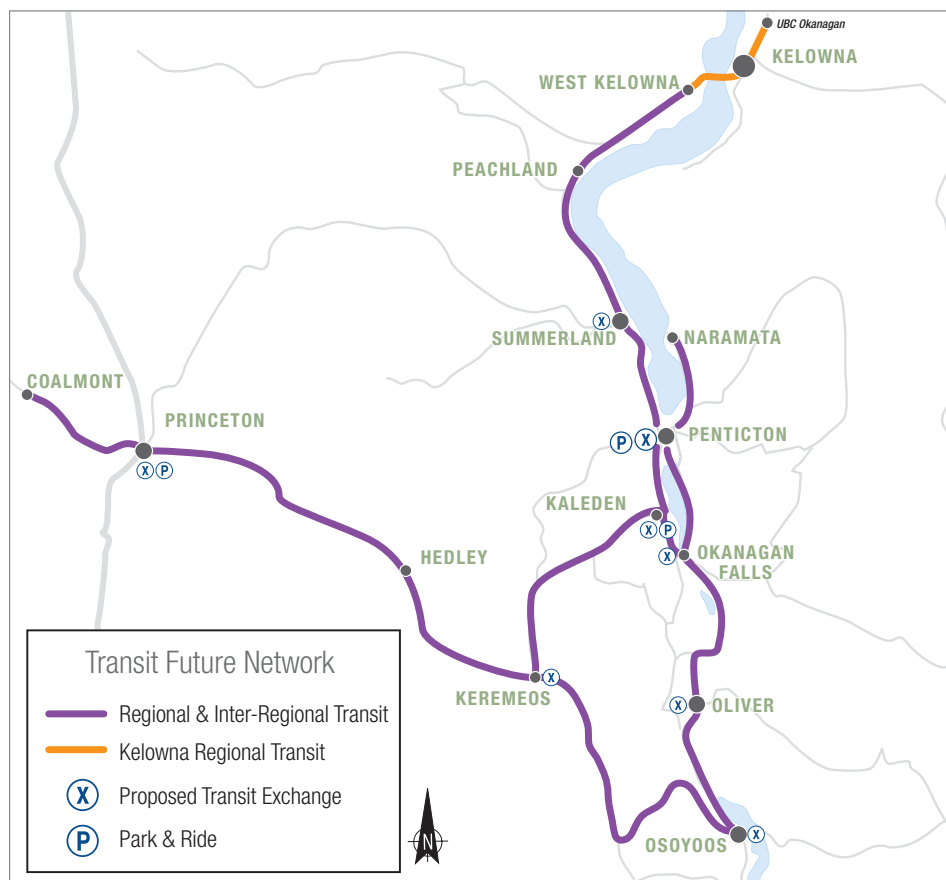 UBC Okanagan
KELOWNA
WEST KELOWNA
PEACHLAND
X
SUMMERLAND
NARAMATA
COALMONT
PRINCETON
X P
P X
PENTICTON
KALEDEN
X P
X
OKANAGAN
FALLS
HEDLEY
KEREMEOS
X
X
OLIVER
OSOYOOS
X
Transit Future Network
Regional & Inter-Regional Transit
Kelowna Regional Transit
X Proposed Transit Exchange
P Park & Ride
N